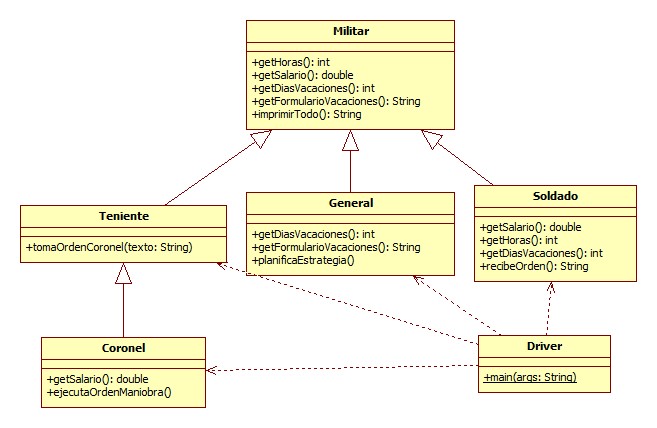 Militar
+getHoras(): int
+getSalario(): double
+getDiasVacaciones(): int
+getFormularioVacaciones(): String
+imprimirTodo(): String
Teniente
+tomaOrdenCoronel(texto: String)
General
+getDiasVacaciones(): int
+getFormularioVacaciones(): String
+planificaEstrategia()
Soldado
+getSalario(): double
+getHoras(): int
+getDiasVacaciones(): int
+recibeOrden(): String
Coronel
+getSalario(): double
+ejecutaOrdenManiobra()
Driver
+main(args: String)